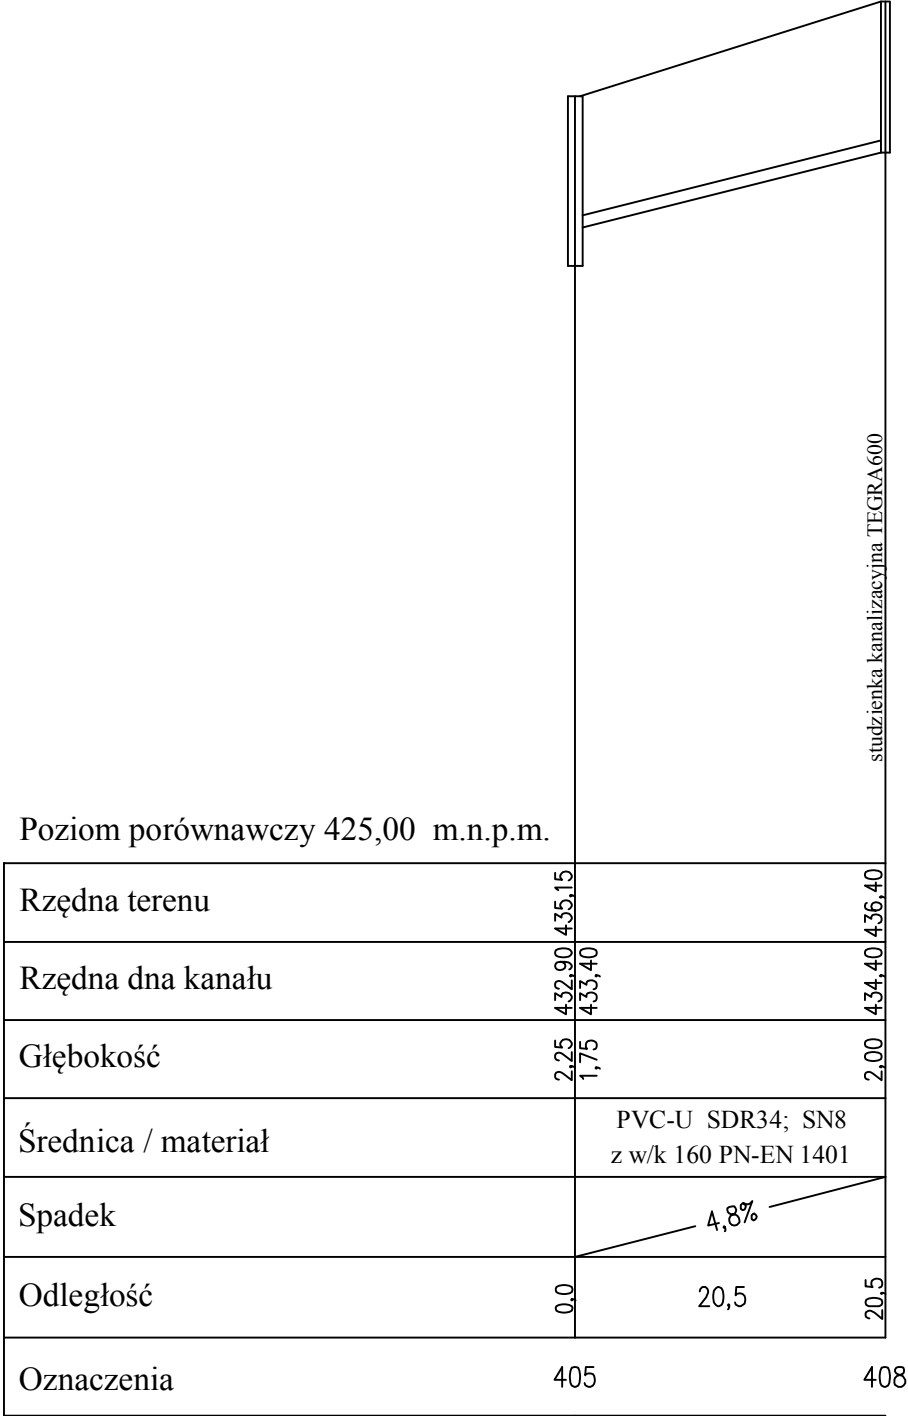 studzienka kanalizacyjna TEGRA600
Poziom porównawczy 425,00 m.n.p.m.
Rzędna terenu 435,15 436,40
Rzędna dna kanału 432,90 433,40 434,40
Głębokość 2,25 1,75 2,00
Średnica / materiał
PVC-U SDR34; SN8
z w/k 160 PN-EN 1401
Spadek 4,8%
Odległość 0,0 20,5 20,5
Oznaczenia 405 408